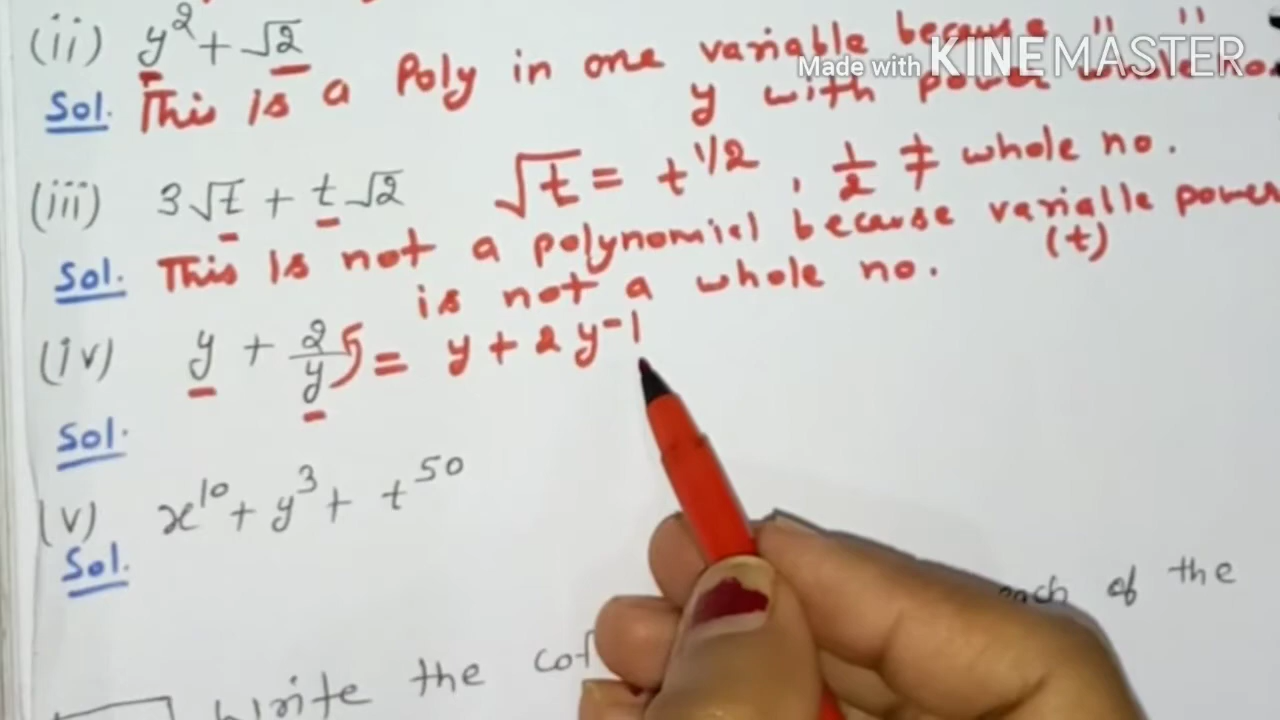 (ii) y² + √2
Sol. This is a Poly in one variable because " "
y with power whole no.
Made with KINEMASTER
(iii) 3√t + t√2 √t = t^1/2 , 1/2 ≠ whole no.
Sol. This is not a polynomial because variable power
(t)
is not a whole no.
(iv) y + 2/y = y + 2y-1
Sol.
(v) x¹⁰ + y³ + t⁵⁰
Sol.
Write the of the